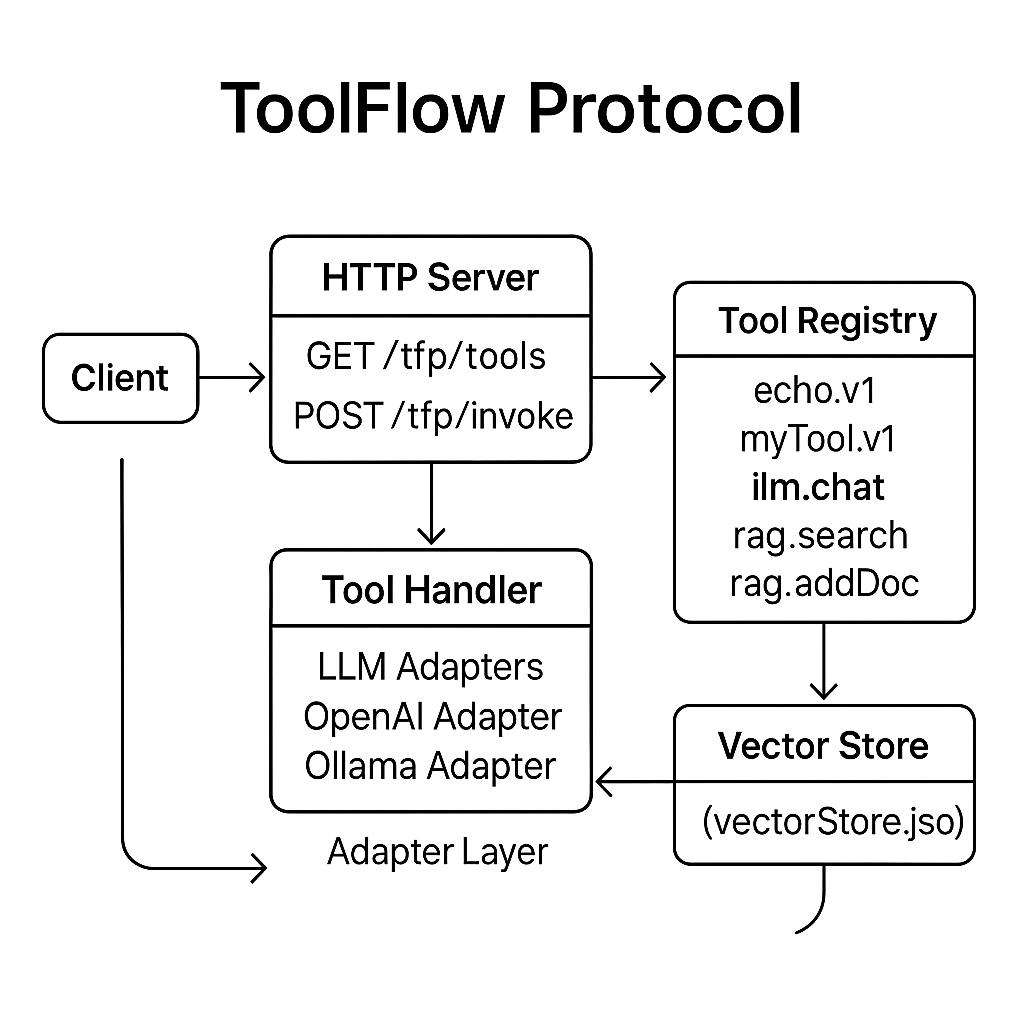 ToolFlow Protocol
Client
HTTP Server
GET /tfp/tools
POST /tfp/invoke
Tool Registry
echo.v1
myTool.v1
ilm.chat
rag.search
rag.addDoc
Tool Handler
LLM Adapters
OpenAI Adapter
Ollama Adapter
Adapter Layer
Vector Store
(vectorStore.jso)